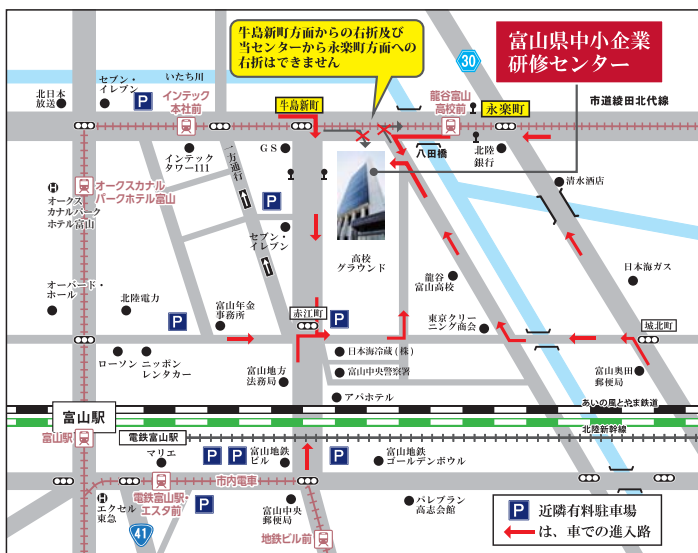 牛島新町方面からの右折及び
当センターから永楽町方面への
右折はできません
富山県中小企業
研修センター
30
いたち川
セブン・
イレブン
北日本
放送
P
インテック
本社前
牛島新町
龍谷富山
高校前
永楽町
市道綾田北代線
インテック
タワー111
GS
一方通行
八田橋
北陸
銀行
清水酒店
オークスカナル
パークホテル富山
H
オークス
カナルパーク
ホテル富山
P
セブン・
イレブン
高校
グラウンド
龍谷
富山高校
日本海ガス
オーバード・
ホール
北陸電力
P
富山年金
事務所
赤江町
P
東京クリー
ニング商会
城北町
ローソン
ニッポン
レンタカー
富山地方
法務局
日本海冷蔵(株)
富山中央警察署
アパホテル
富山奥田
郵便局
あいの風とやま鉄道
富山駅
北陸新幹線
富山駅
電鉄富山駅
マリエ
P
P
富山地鉄
ビル
P
富山地鉄
ゴールデンボウル
市内電車
電鉄富山駅・
エスタ前
H
エクセル
東急
41
P
富山中央
郵便局
地鉄ビル前
パレブラン
高志会館
P
近隣有料駐車場
は、車での進入路